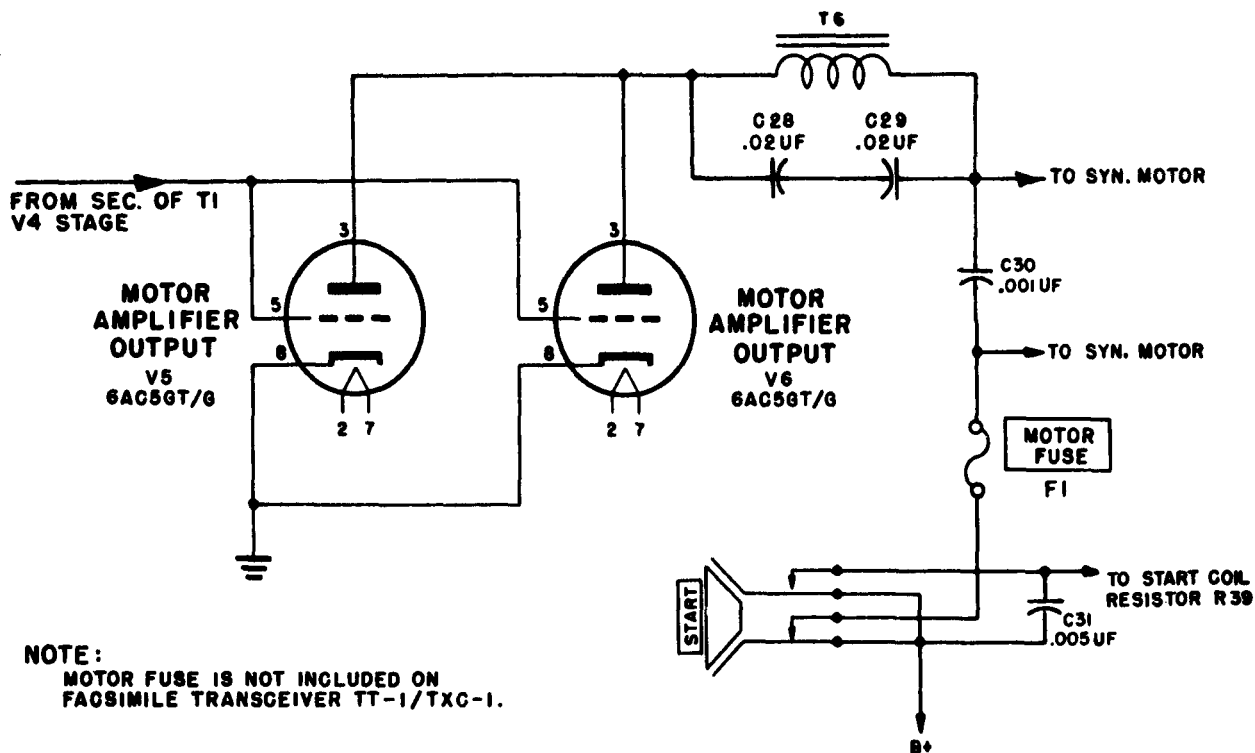 T6
C28
.02UF
C29
.02UF
TO SYN. MOTOR
FROM SEC. OF T1
V4 STAGE
3
3
C30
.001UF
MOTOR
AMPLIFIER
OUTPUT
V5
6AC5GT/G
5
8
2 7
5
8
2 7
MOTOR
AMPLIFIER
OUTPUT
V6
6AC5GT/G
TO SYN. MOTOR
MOTOR
FUSE
F1
START
TO START COIL
RESISTOR R39
C31
.005UF
NOTE:
MOTOR FUSE IS NOT INCLUDED ON
FACSIMILE TRANSCEIVER TT-1/TXC-1.
B+